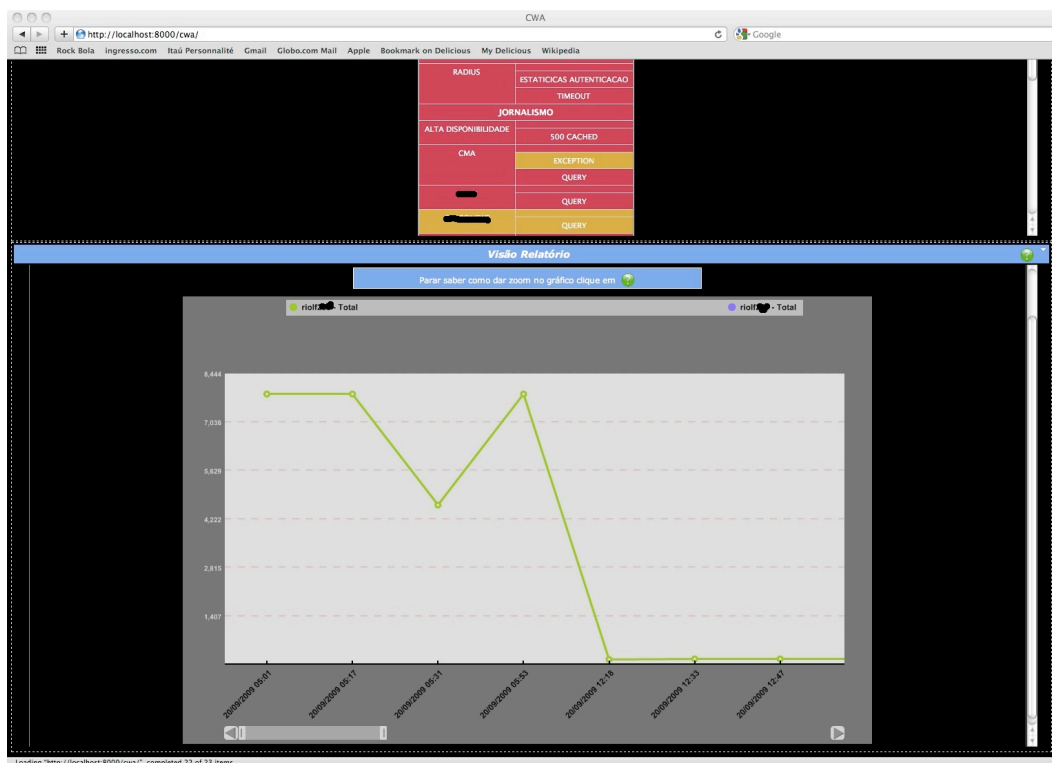 CWA
http://localhost:8000/cwa/
Google
Rock Bola ingresso.com Itaú Personnalité Gmail Globo.com Mail Apple Bookmark on Delicious My Delicious Wikipedia
RADIUS
ESTATICICAS AUTENTICACAO
TIMEOUT
JORNALISMO
ALTA DISPONIBILIDADE
500 CACHED
CMA
EXCEPTION
QUERY
QUERY
QUERY
Visão Relatório
Parar saber como dar zoom no gráfico clique em
riolf - Total
riolf - Total
8,444
7,036
5,629
4,222
2,815
1,407
20/09/2009 05:01
20/09/2009 05:17
20/09/2009 05:31
20/09/2009 05:53
20/09/2009 12:18
20/09/2009 12:33
20/09/2009 12:47
Loading "http://localhost:8000/cwa/", completed 22 of 23 items